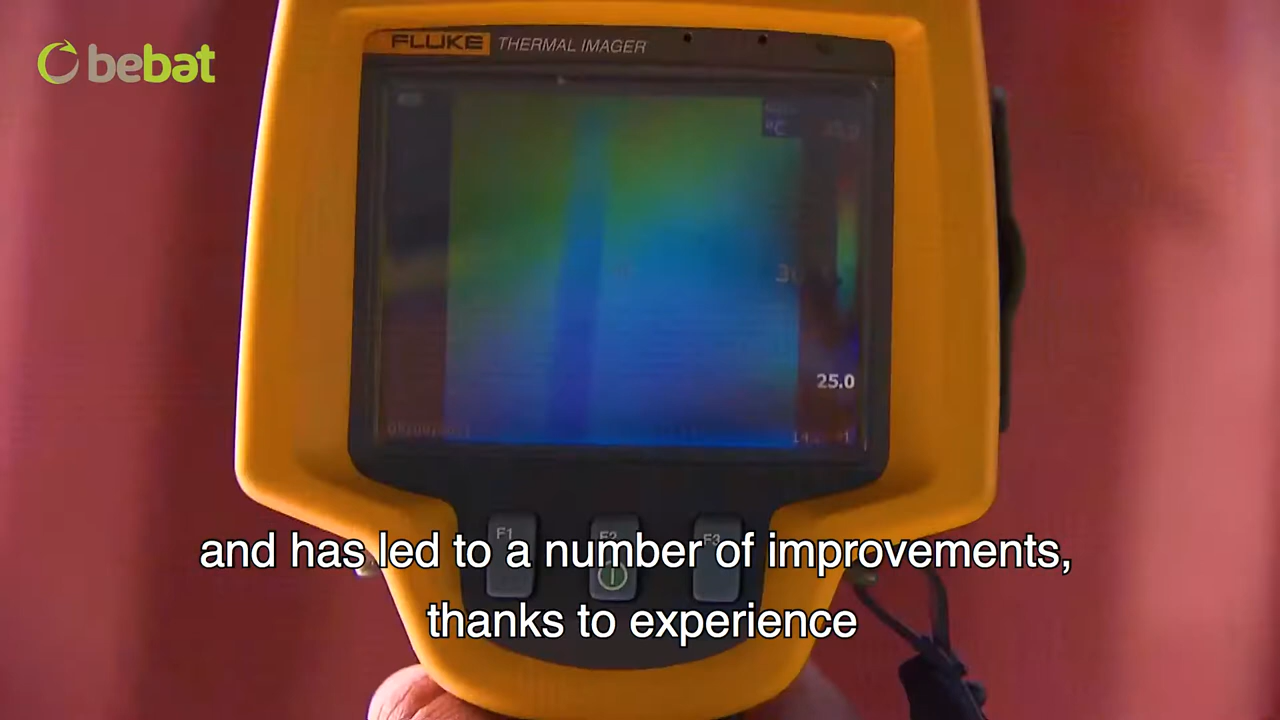 bebat
FLUKE THERMAL IMAGER
°C
25.0
F1 F2 F3
and has led to a number of improvements,
thanks to experience